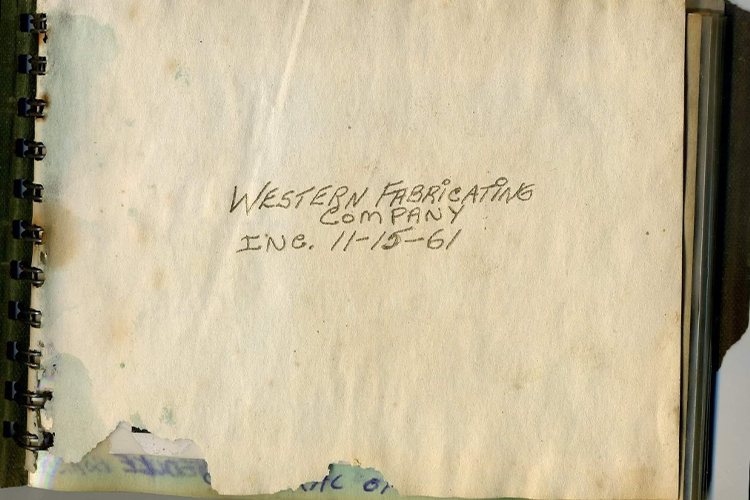 WESTERN FABRiCATiNG
COMPANY
INC. 11-15-61